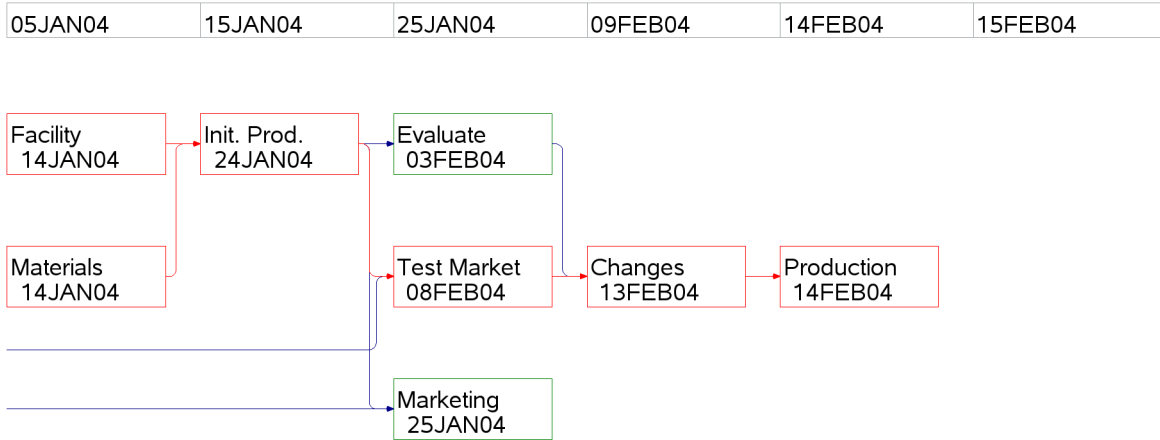 05JAN04 15JAN04 25JAN04 09FEB04 14FEB04 15FEB04
Facility
14JAN04
Init. Prod.
24JAN04
Evaluate
03FEB04
Materials
14JAN04
Test Market
08FEB04
Changes
13FEB04
Production
14FEB04
Marketing
25JAN04